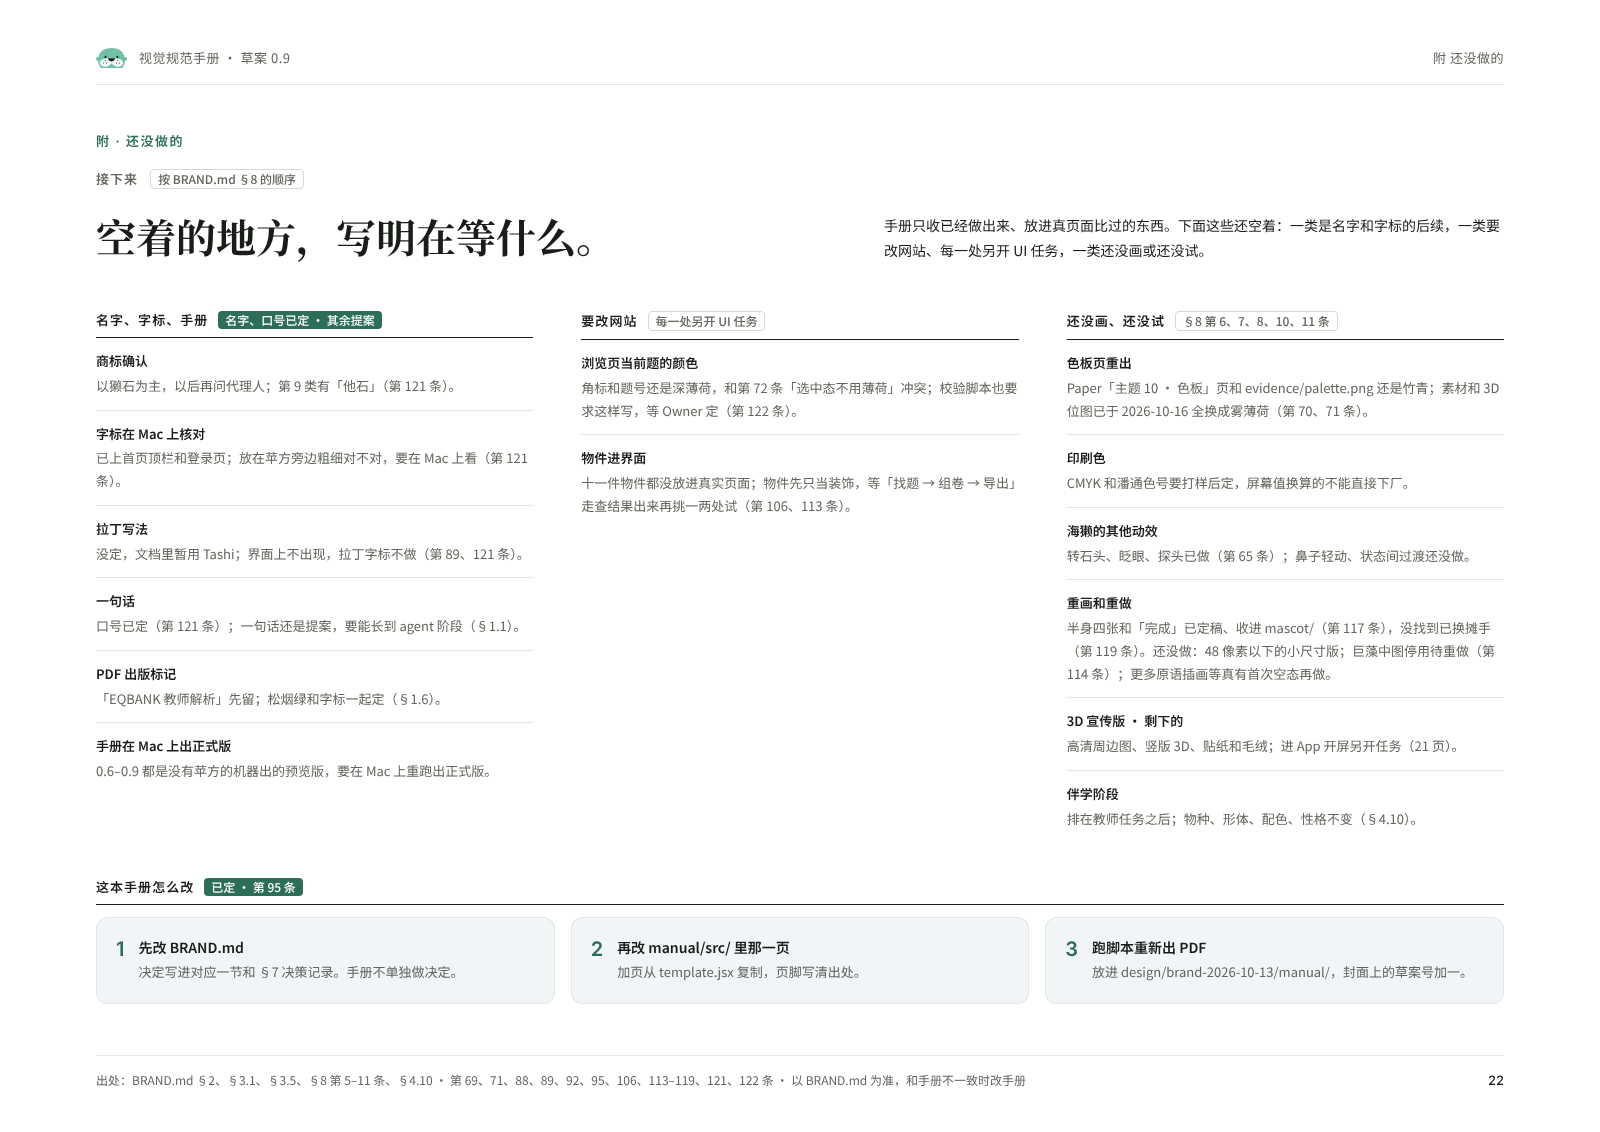 视觉规范手册 · 草案 0.9
附 还没做的
附 · 还没做的
接下来 按 BRAND.md §8 的顺序
空着的地方，写明在等什么。
手册只收已经做出来、放进真页面比过的东西。下面这些还空着：一类是名字和字标的后续，一类要
改网站、每一处另开 UI 任务，一类还没画或还没试。
名字、字标、手册 名字、口号已定 · 其余提案
商标确认
以獭石为主，以后再问代理人；第 9 类有「他石」（第 121 条）。
字标在 Mac 上核对
已上首页顶栏和登录页；放在苹方旁边粗细对不对，要在 Mac 上看（第 121
条）。
拉丁写法
没定，文档里暂用 Tashi；界面上不出现，拉丁字标不做（第 89、121 条）。
一句话
口号已定（第 121 条）；一句话还是提案，要能长到 agent 阶段（§1.1）。
PDF 出版标记
「EQBANK 教师解析」先留；松烟绿和字标一起定（§1.6）。
手册在 Mac 上出正式版
0.6–0.9 都是没有苹方的机器出的预览版，要在 Mac 上重跑出正式版。
要改网站 每一处另开 UI 任务
浏览页当前题的颜色
角标和题号还是深薄荷，和第 72 条「选中态不用薄荷」冲突；校验脚本也要
求这样写，等 Owner 定（第 122 条）。
物件进界面
十一件物件都没放进真实页面；物件先只当装饰，等「找题 → 组卷 → 导出」
走查结果出来再挑一两处试（第 106、113 条）。
还没画、还没试 §8 第 6、7、8、10、11 条
色板页重出
Paper「主题 10 · 色板」页和 evidence/palette.png 还是竹青；素材和 3D
位图已于 2026-10-16 全换成雾薄荷（第 70、71 条）。
印刷色
CMYK 和潘通色号要打样后定，屏幕值换算的不能直接下厂。
海獭的其他动效
转石头、眨眼、探头已做（第 65 条）；鼻子轻动、状态间过渡还没做。
重画和重做
半身四张和「完成」已定稿、收进 mascot/（第 117 条），没找到已换摊手
（第 119 条）。还没做：48 像素以下的小尺寸版；巨藻中图停用待重做（第
114 条）；更多原语插画等真有首次空态再做。
3D 宣传版 · 剩下的
高清周边图、竖版 3D、贴纸和毛绒；进 App 开屏另开任务（21 页）。
伴学阶段
排在教师任务之后；物种、形体、配色、性格不变（§4.10）。
这本手册怎么改 已定 · 第 95 条
1 先改 BRAND.md
决定写进对应一节和 §7 决策记录。手册不单独做决定。
2 再改 manual/src/ 里那一页
加页从 template.jsx 复制，页脚写清出处。
3 跑脚本重新出 PDF
放进 design/brand-2026-10-13/manual/，封面上的草案号加一。
出处：BRAND.md §2、§3.1、§3.5、§8 第 5–11 条、§4.10 · 第 69、71、88、89、92、95、106、113–119、121、122 条 · 以 BRAND.md 为准，和手册不一致时改手册
22